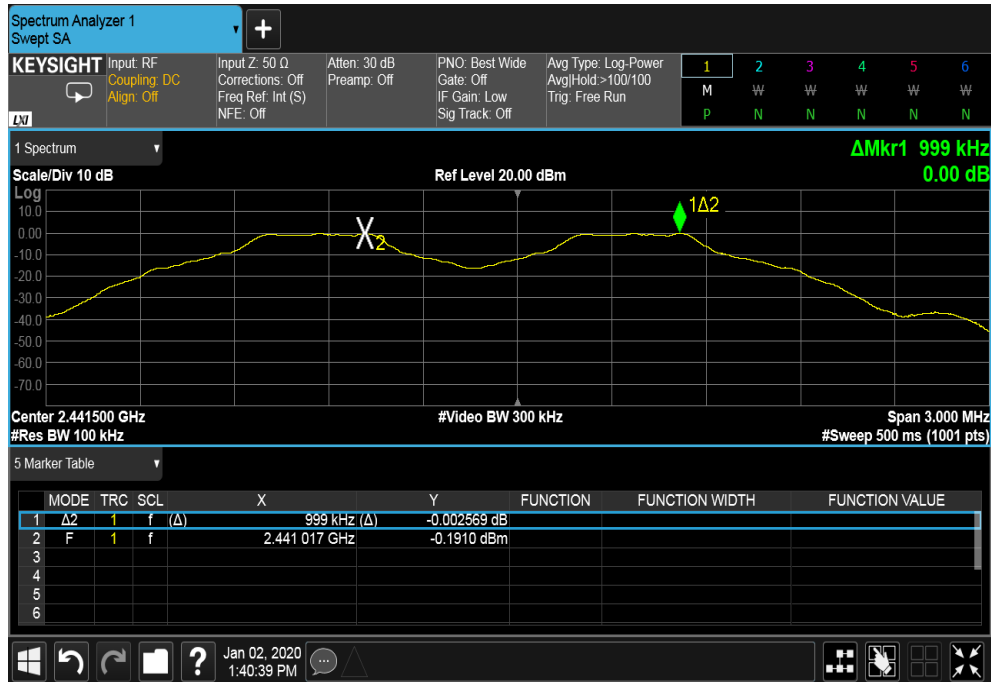 Spectrum Analyzer 1
Swept SA
+
KEYSIGHT
LXI
Input: RF
Coupling: DC
Align: Off
Input Z: 50 Ω
Corrections: Off
Freq Ref: Int (S)
NFE: Off
Atten: 30 dB
Preamp: Off
PNO: Best Wide
Gate: Off
IF Gain: Low
Sig Track: Off
Avg Type: Log-Power
Avg|Hold:>100/100
Trig: Free Run
1 2 3 4 5 6
M W W W W W
P N N N N N
1 Spectrum
ΔMkr1 999 kHz
Scale/Div 10 dB Ref Level 20.00 dBm 0.00 dB
Log
10.0
0.00
-10.0
-20.0
-30.0
-40.0
-50.0
-60.0
-70.0
X2
1Δ2
Center 2.441500 GHz #Video BW 300 kHz Span 3.000 MHz
#Res BW 100 kHz #Sweep 500 ms (1001 pts)
5 Marker Table
MODE TRC SCL X Y FUNCTION FUNCTION WIDTH FUNCTION VALUE
1 Δ2 1 f (Δ) 999 kHz (Δ) -0.002569 dB
2 F 1 f 2.441 017 GHz -0.1910 dBm
3
4
5
6
?
Jan 02, 2020
1:40:39 PM